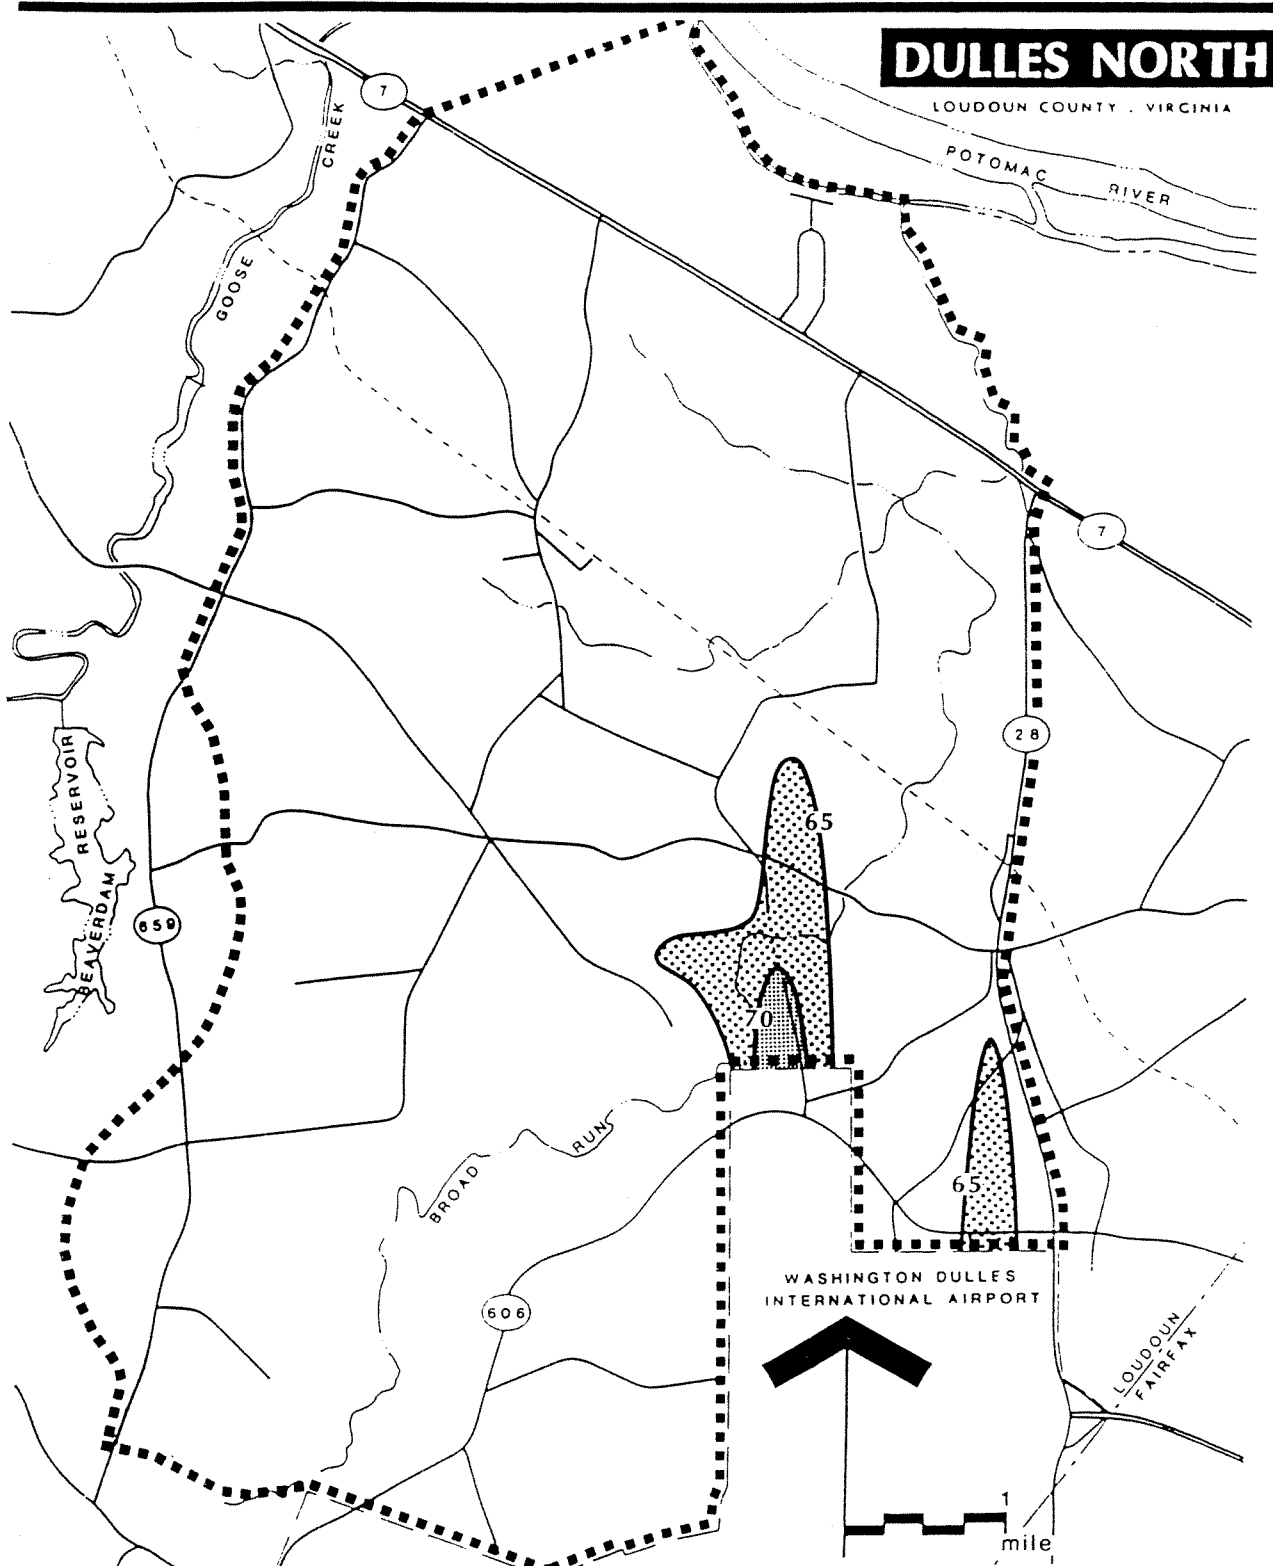 DULLES NORTH
LOUDOUN COUNTY . VIRGINIA
7
CREEK
POTOMAC
RIVER
GOOSE
7
28
RESERVOIR
65
BEAVERDAM
659
70
RUN
BROAD
65
606
WASHINGTON DULLES
INTERNATIONAL AIRPORT
LOUDOUN
FAIRFAX
1
mile